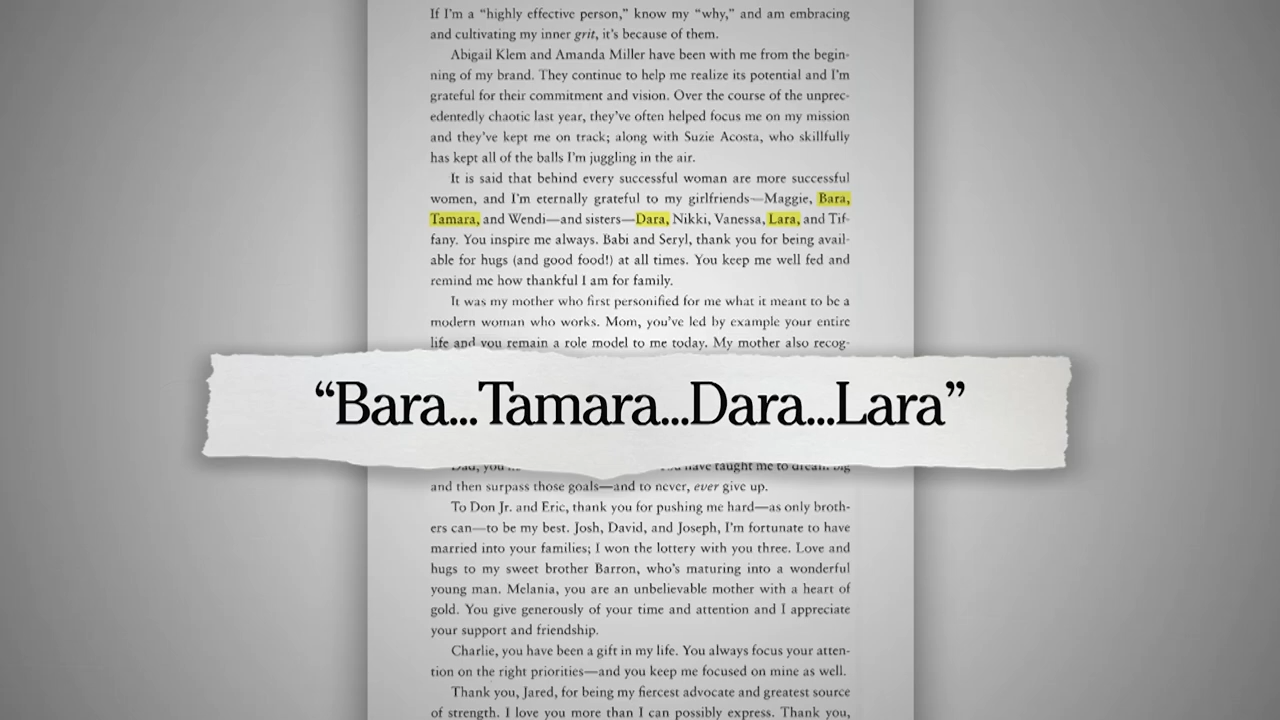 If I'm a “highly effective person,” know my “why,” and am embracing
and cultivating my inner grit, it's because of them.
Abigail Klem and Amanda Miller have been with me from the begin-
ning of my brand. They continue to help me realize its potential and I'm
grateful for their commitment and vision. Over the course of the unprec-
edentedly chaotic last year, they've often helped focus me on my mission
and they've kept me on track; along with Suzie Acosta, who skillfully
has kept all of the balls I'm juggling in the air.
It is said that behind every successful woman are more successful
women, and I'm eternally grateful to my girlfriends—Maggie, Bara,
Tamara, and Wendi—and sisters—Dara, Nikki, Vanessa, Lara, and Tif-
fany. You inspire me always. Babi and Seryl, thank you for being avail-
able for hugs (and good food!) at all times. You keep me well fed and
remind me how thankful I am for family.
It was my mother who first personified for me what it meant to be a
modern woman who works. Mom, you've led by example your entire
life and you remain a role model to me today. My mother also recog-
“Bara...Tamara...Dara...Lara”
Dad, you have taught me to dream big
and then surpass those goals—and to never, ever give up.
To Don Jr. and Eric, thank you for pushing me hard—as only broth-
ers can—to be my best. Josh, David, and Joseph, I'm fortunate to have
married into your families; I won the lottery with you three. Love and
hugs to my sweet brother Barron, who's maturing into a wonderful
young man. Melania, you are an unbelievable mother with a heart of
gold. You give generously of your time and attention and I appreciate
your support and friendship.
Charlie, you have been a gift in my life. You always focus your atten-
tion on the right priorities—and you keep me focused on mine as well.
Thank you, Jared, for being my fiercest advocate and greatest source
of strength. I love you more than I can possibly express. Thank you,